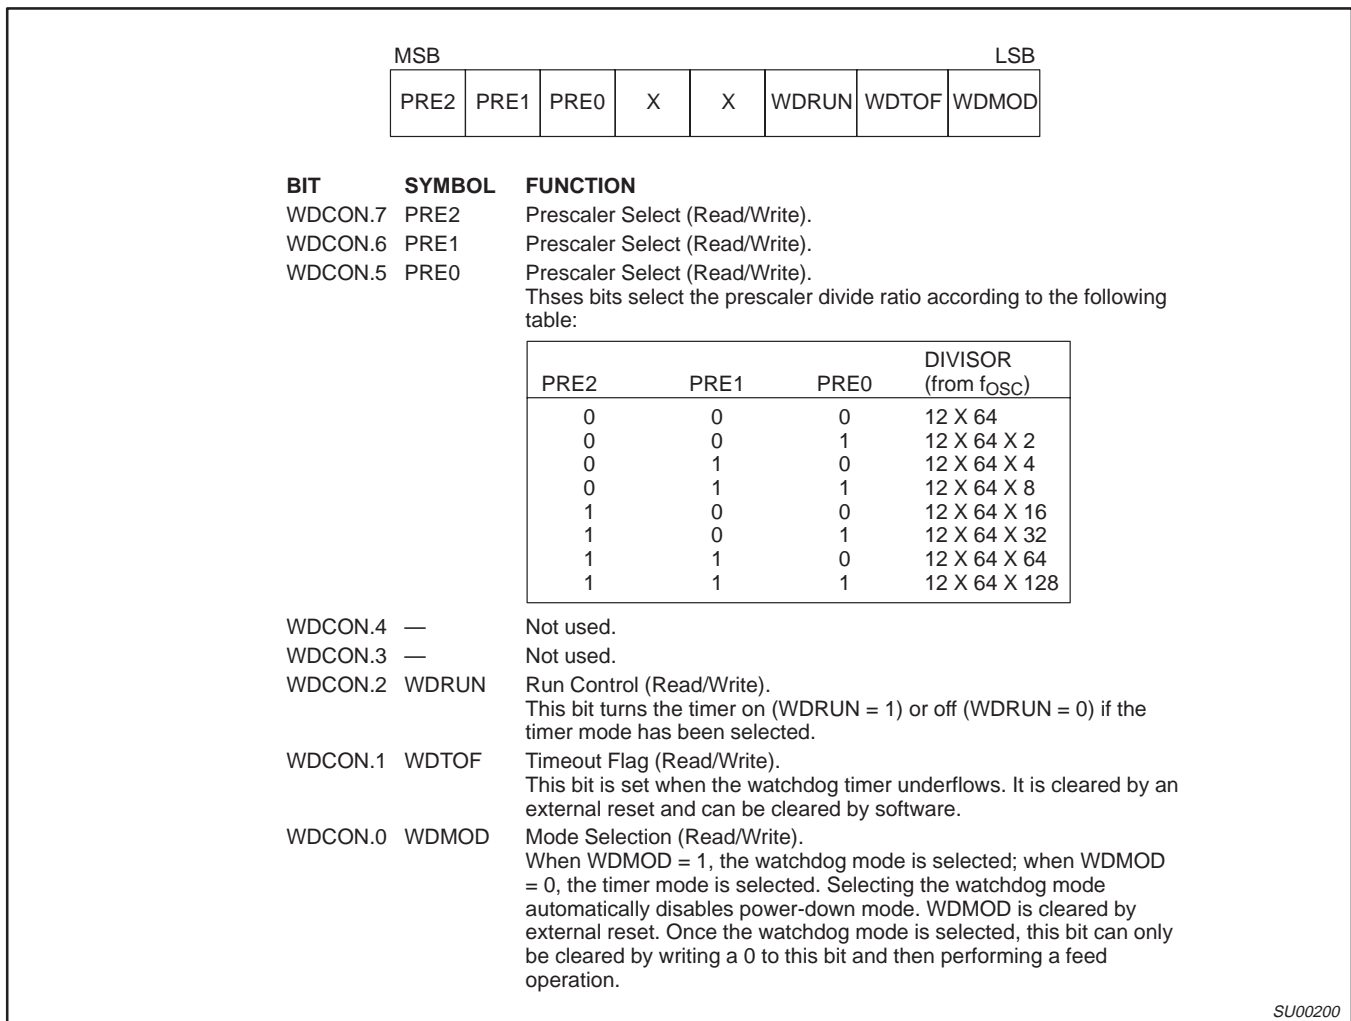 MSB LSB
PRE2 PRE1 PRE0 X X WDRUN WDTOF WDMOD
BIT SYMBOL FUNCTION
WDCON.7 PRE2 Prescaler Select (Read/Write).
WDCON.6 PRE1 Prescaler Select (Read/Write).
WDCON.5 PRE0 Prescaler Select (Read/Write).
Thses bits select the prescaler divide ratio according to the following
table:
DIVISOR
PRE2 PRE1 PRE0 (from fOSC)
0 0 0 12 X 64
0 0 1 12 X 64 X 2
0 1 0 12 X 64 X 4
0 1 1 12 X 64 X 8
1 0 0 12 X 64 X 16
1 0 1 12 X 64 X 32
1 1 0 12 X 64 X 64
1 1 1 12 X 64 X 128
WDCON.4 — Not used.
WDCON.3 — Not used.
WDCON.2 WDRUN Run Control (Read/Write).
This bit turns the timer on (WDRUN = 1) or off (WDRUN = 0) if the
timer mode has been selected.
WDCON.1 WDTOF Timeout Flag (Read/Write).
This bit is set when the watchdog timer underflows. It is cleared by an
external reset and can be cleared by software.
WDCON.0 WDMOD Mode Selection (Read/Write).
When WDMOD = 1, the watchdog mode is selected; when WDMOD
= 0, the timer mode is selected. Selecting the watchdog mode
automatically disables power-down mode. WDMOD is cleared by
external reset. Once the watchdog mode is selected, this bit can only
be cleared by writing a 0 to this bit and then performing a feed
operation.
SU00200